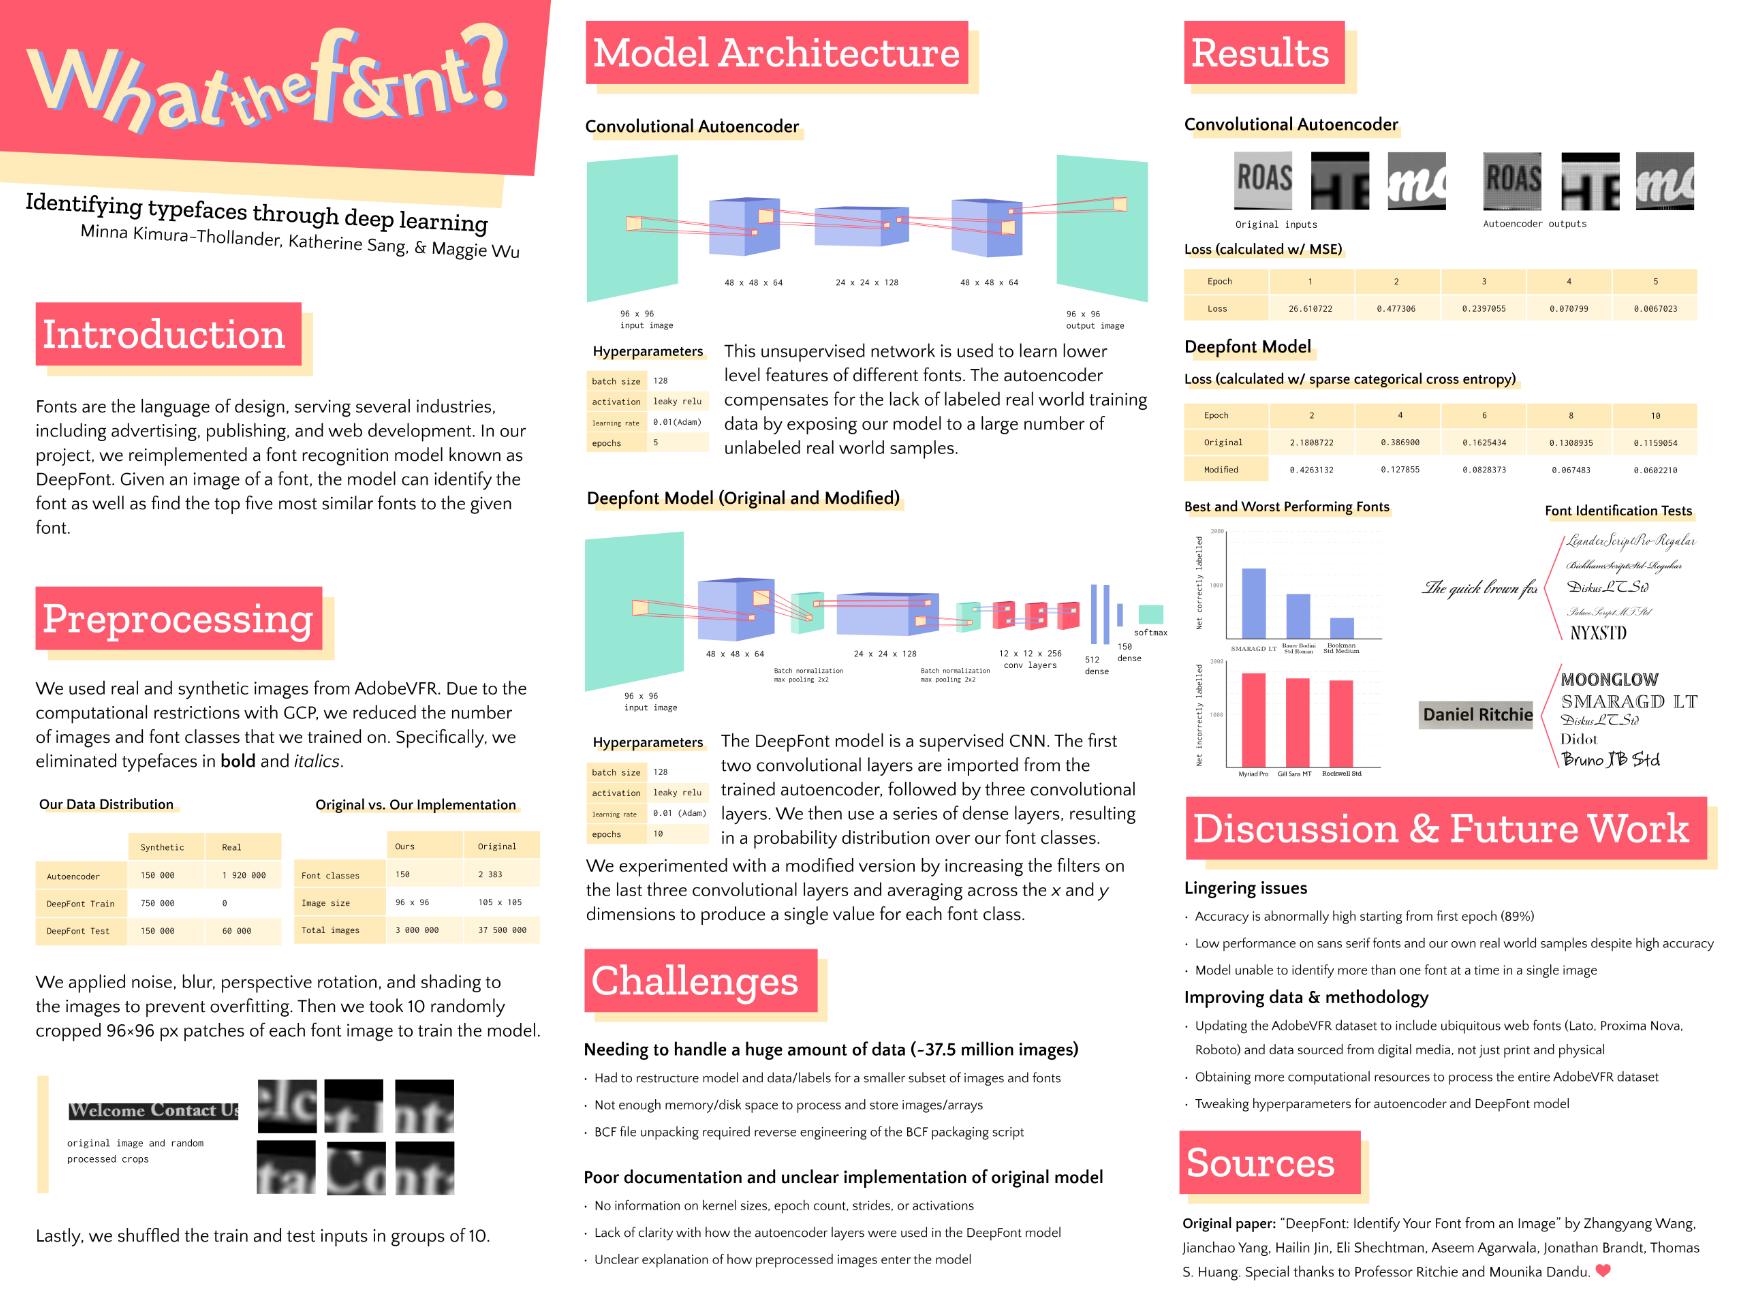 What the f&nt?
Identifying typefaces through deep learning
Minna Kimura-Thollander, Katherine Sang, & Maggie Wu
Introduction
Fonts are the language of design, serving several industries,
including advertising, publishing, and web development. In our
project, we reimplemented a font recognition model known as
DeepFont. Given an image of a font, the model can identify the
font as well as find the top five most similar fonts to the given
font.
Preprocessing
We used real and synthetic images from AdobeVFR. Due to the
computational restrictions with GCP, we reduced the number
of images and font classes that we trained on. Specifically, we
eliminated typefaces in bold and italics.
Our Data Distribution
Synthetic Real
Autoencoder 150 000 1 920 000
DeepFont Train 750 000 0
DeepFont Test 150 000 60 000
Original vs. Our Implementation
Ours Original
Font classes 150 2 383
Image size 96 x 96 105 x 105
Total images 3 000 000 37 500 000
We applied noise, blur, perspective rotation, and shading to
the images to prevent overfitting. Then we took 10 randomly
cropped 96×96 px patches of each font image to train the model.
Welcome Contact Us
original image and random
processed crops
elc
t
nt
ta
Cont
nta
Lastly, we shuffled the train and test inputs in groups of 10.
Model Architecture
Convolutional Autoencoder
48 x 48 x 64
24 x 24 x 128
48 x 48 x 64
96 x 96
input image
96 x 96
output image
Hyperparameters
batch size 128
activation leaky relu
learning rate 0.01(Adam)
epochs 5
This unsupervised network is used to learn lower
level features of different fonts. The autoencoder
compensates for the lack of labeled real world training
data by exposing our model to a large number of
unlabeled real world samples.
Deepfont Model (Original and Modified)
96 x 96
input image
48 x 48 x 64
Batch normalization
max pooling 2x2
24 x 24 x 128
Batch normalization
max pooling 2x2
12 x 12 x 256
conv layers
512
dense
150
dense
softmax
Hyperparameters
batch size 128
activation leaky relu
learning rate 0.01 (Adam)
epochs 10
The DeepFont model is a supervised CNN. The first
two convolutional layers are imported from the
trained autoencoder, followed by three convolutional
layers. We then use a series of dense layers, resulting
in a probability distribution over our font classes.
We experimented with a modified version by increasing the filters on
the last three convolutional layers and averaging across the x and y
dimensions to produce a single value for each font class.
Challenges
Needing to handle a huge amount of data (~37.5 million images)
· Had to restructure model and data/labels for a smaller subset of images and fonts
· Not enough memory/disk space to process and store images/arrays
· BCF file unpacking required reverse engineering of the BCF packaging script
Poor documentation and unclear implementation of original model
· No information on kernel sizes, epoch count, strides, or activations
· Lack of clarity with how the autoencoder layers were used in the DeepFont model
· Unclear explanation of how preprocessed images enter the model
Results
Convolutional Autoencoder
ROAS HE mo ROAS HE mo
Original inputs
Autoencoder outputs
Loss (calculated w/ MSE)
Epoch 1 2 3 4 5
Loss 26.610722 0.477306 0.2397055 0.070799 0.0067023
Deepfont Model
Loss (calculated w/ sparse categorical cross entropy)
Epoch 2 4 6 8 10
Original 2.1808722 0.386900 0.1625434 0.1308935 0.1159054
Modified 0.4263132 0.127855 0.0828373 0.067483 0.0602210
Best and Worst Performing Fonts
Net correctly labelled
2000
1000
SMARAGD LT
Bauer Bodini
Std Roman
Bookman
Std Medium
Net incorrectly labelled
2000
1000
Myriad Pro
Gill Sans MT
Rockwell Std
Font Identification Tests
The quick brown fox
LeanderScriptPro-Regular
BickhamScriptStd-Regular
Diskus LT Std
Palace Script MT Std
NYXSTD
Daniel Ritchie
MOONGLOW
SMARAGD LT
Diskus LT Std
Didot
Bruno JB Std
Discussion & Future Work
Lingering issues
· Accuracy is abnormally high starting from first epoch (89%)
· Low performance on sans serif fonts and our own real world samples despite high accuracy
· Model unable to identify more than one font at a time in a single image
Improving data & methodology
· Updating the AdobeVFR dataset to include ubiquitous web fonts (Lato, Proxima Nova,
Roboto) and data sourced from digital media, not just print and physical
· Obtaining more computational resources to process the entire AdobeVFR dataset
· Tweaking hyperparameters for autoencoder and DeepFont model
Sources
Original paper: “DeepFont: Identify Your Font from an Image” by Zhangyang Wang,
Jianchao Yang, Hailin Jin, Eli Shechtman, Aseem Agarwala, Jonathan Brandt, Thomas
S. Huang. Special thanks to Professor Ritchie and Mounika Dandu. ♥